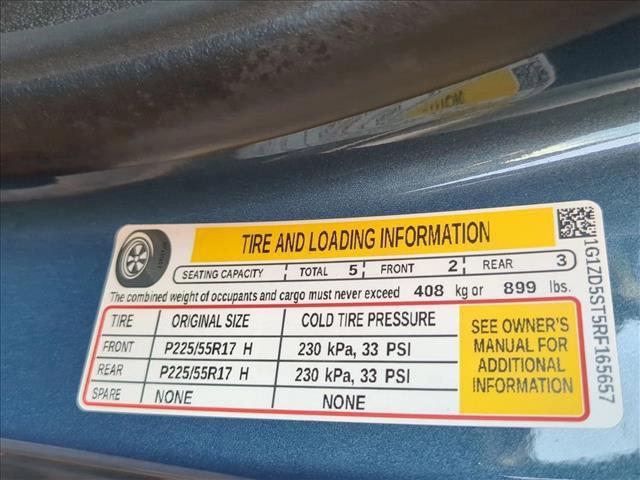 TIRE AND LOADING INFORMATION
SEATING CAPACITY TOTAL 5 FRONT 2 REAR 3
The combined weight of occupants and cargo must never exceed 408 kg or 899 lbs.
TIRE ORIGINAL SIZE COLD TIRE PRESSURE
FRONT P225/55R17 H 230 kPa, 33 PSI
REAR P225/55R17 H 230 kPa, 33 PSI
SPARE NONE NONE
SEE OWNER'S
MANUAL FOR
ADDITIONAL
INFORMATION
1G1ZD5ST5RF165657